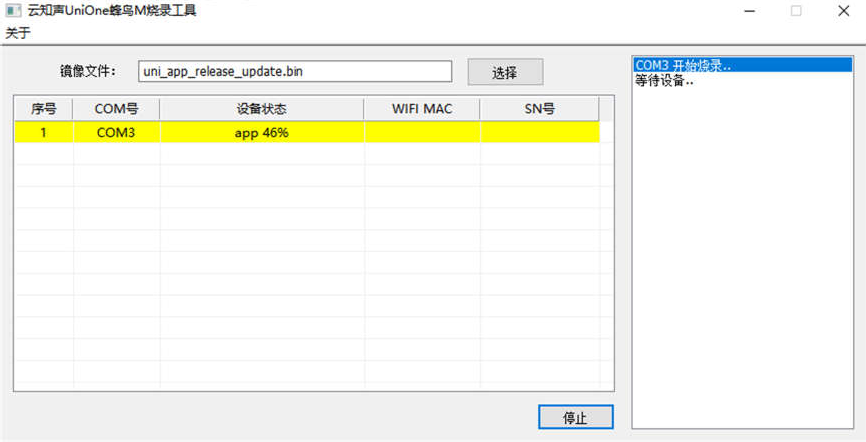 云知声UniOne蜂鸟M烧录工具
关于
镜像文件： uni_app_release_update.bin 选择
序号 COM号 设备状态 WIFI MAC SN号
1 COM3 app 46%
COM3 开始烧录..
等待设备..
停止